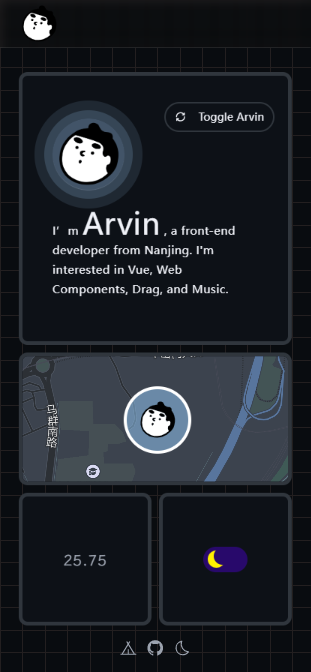 Toggle Arvin
I'm Arvin , a front-end
developer from Nanjing. I'm
interested in Vue, Web
Components, Drag, and Music.
马群南路
25.75